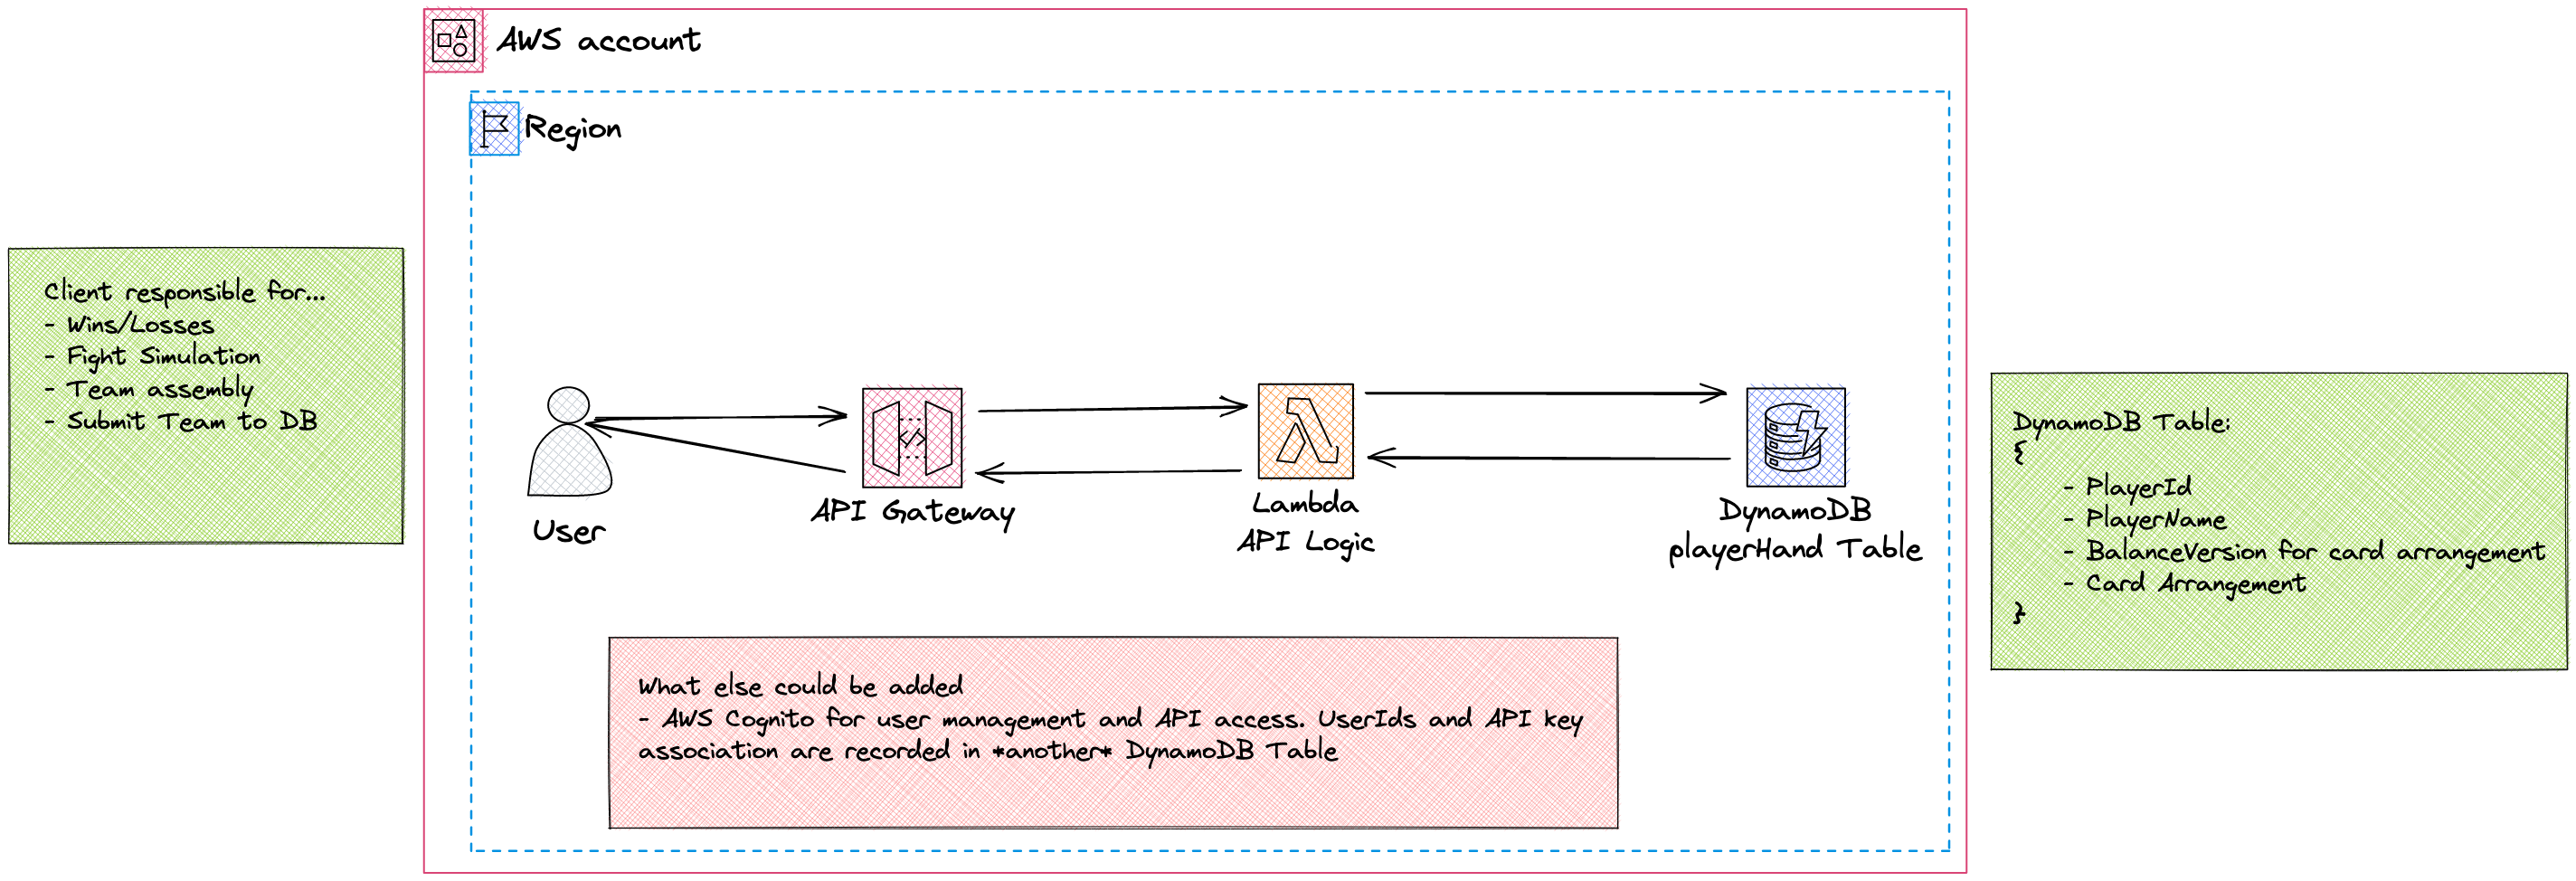 AWS account
Region
Client responsible for...
- Wins/Losses
- Fight Simulation
- Team assembly
- Submit Team to DB
User
API Gateway
Lambda
API Logic
DynamoDB
playerHand Table
DynamoDB Table:
{
- PlayerId
- PlayerName
- BalanceVersion for card arrangement
- Card Arrangement
}
What else could be added
- AWS Cognito for user management and API access. UserIds and API key
association are recorded in *another* DynamoDB Table